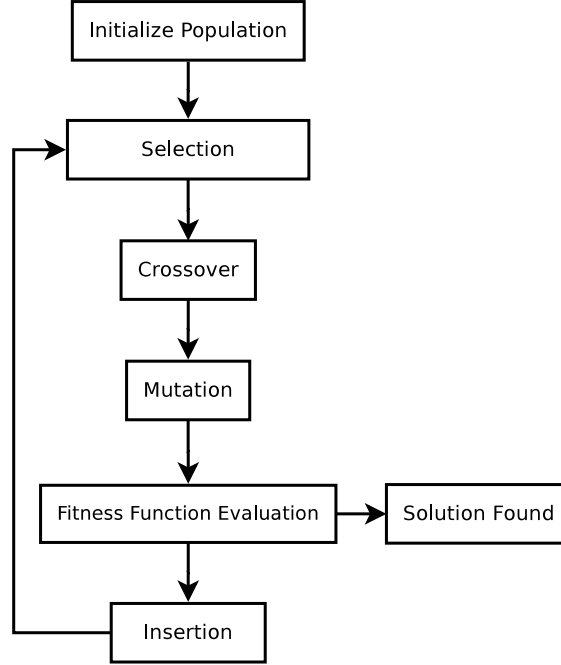 Initialize Population
Selection
Crossover
Mutation
Fitness Function Evaluation
Solution Found
Insertion